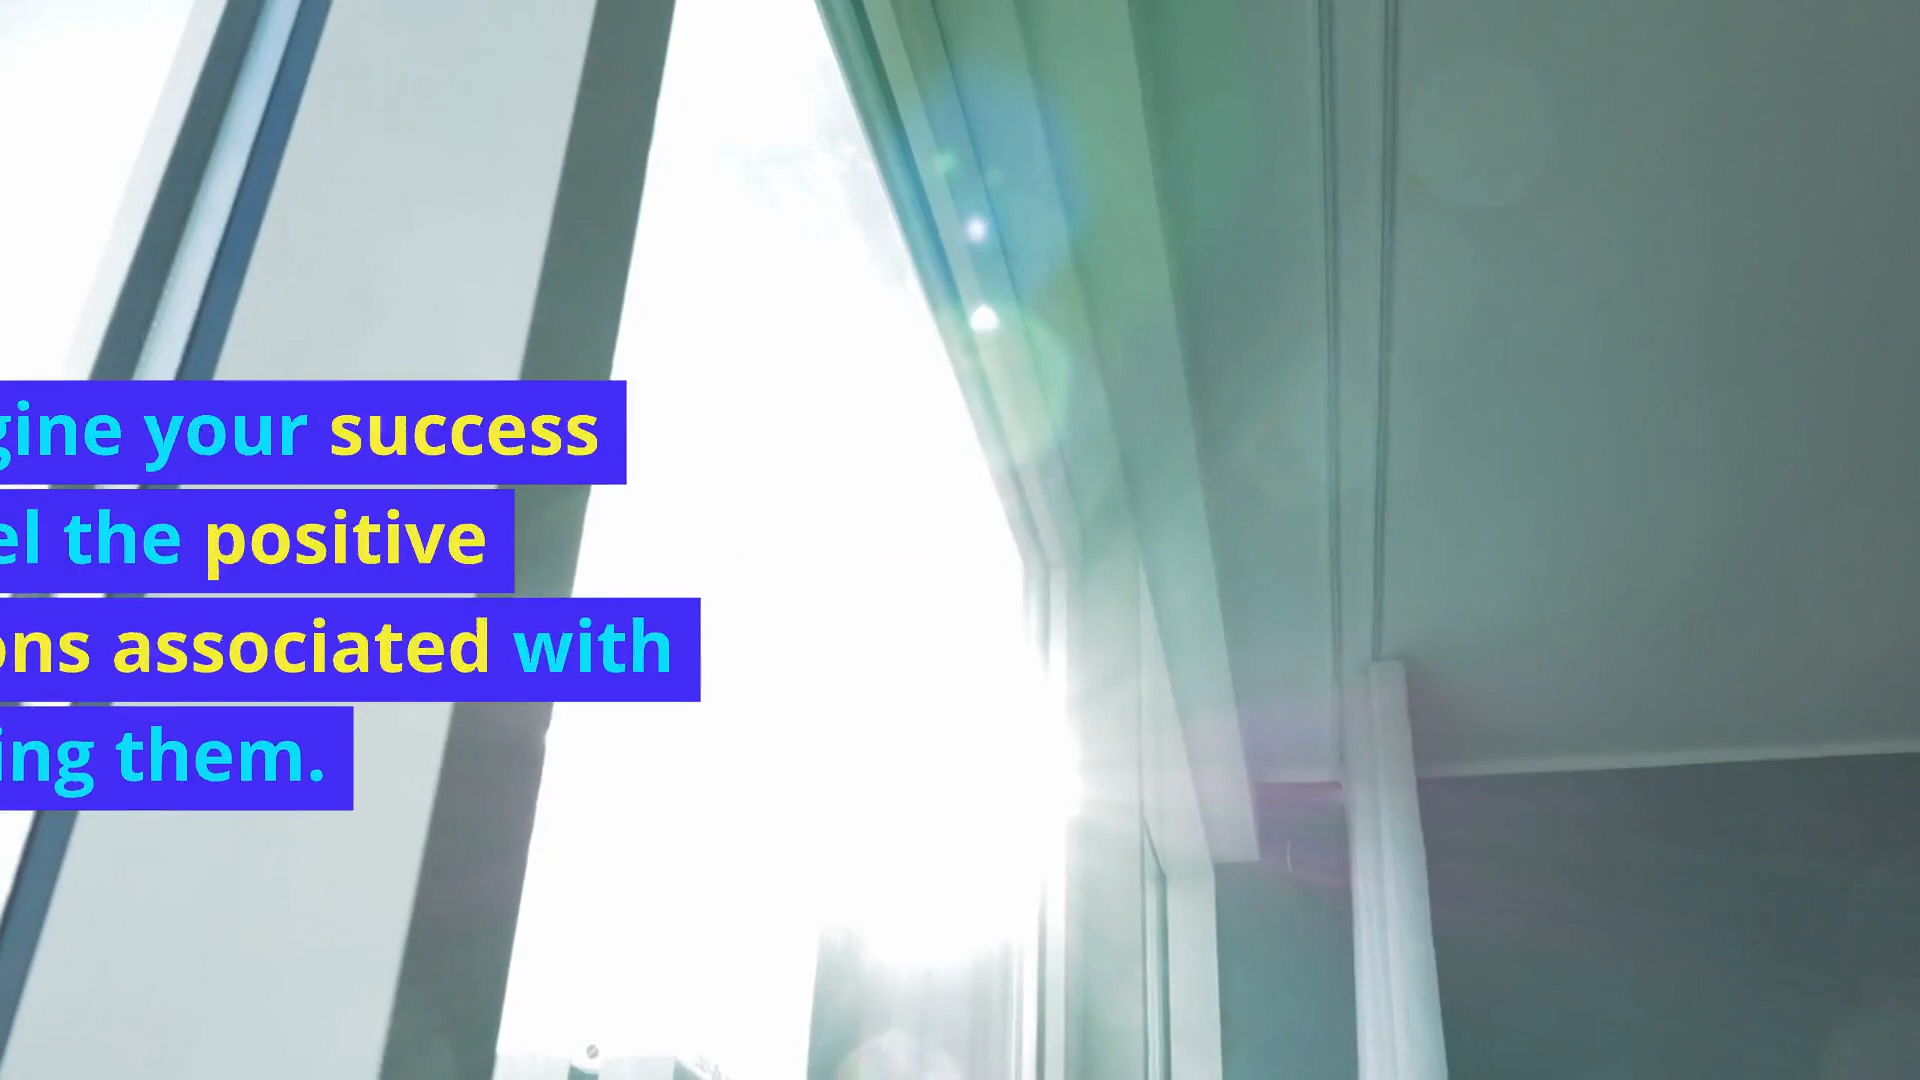 gine your success
el the positive
ons associated with
ing them.